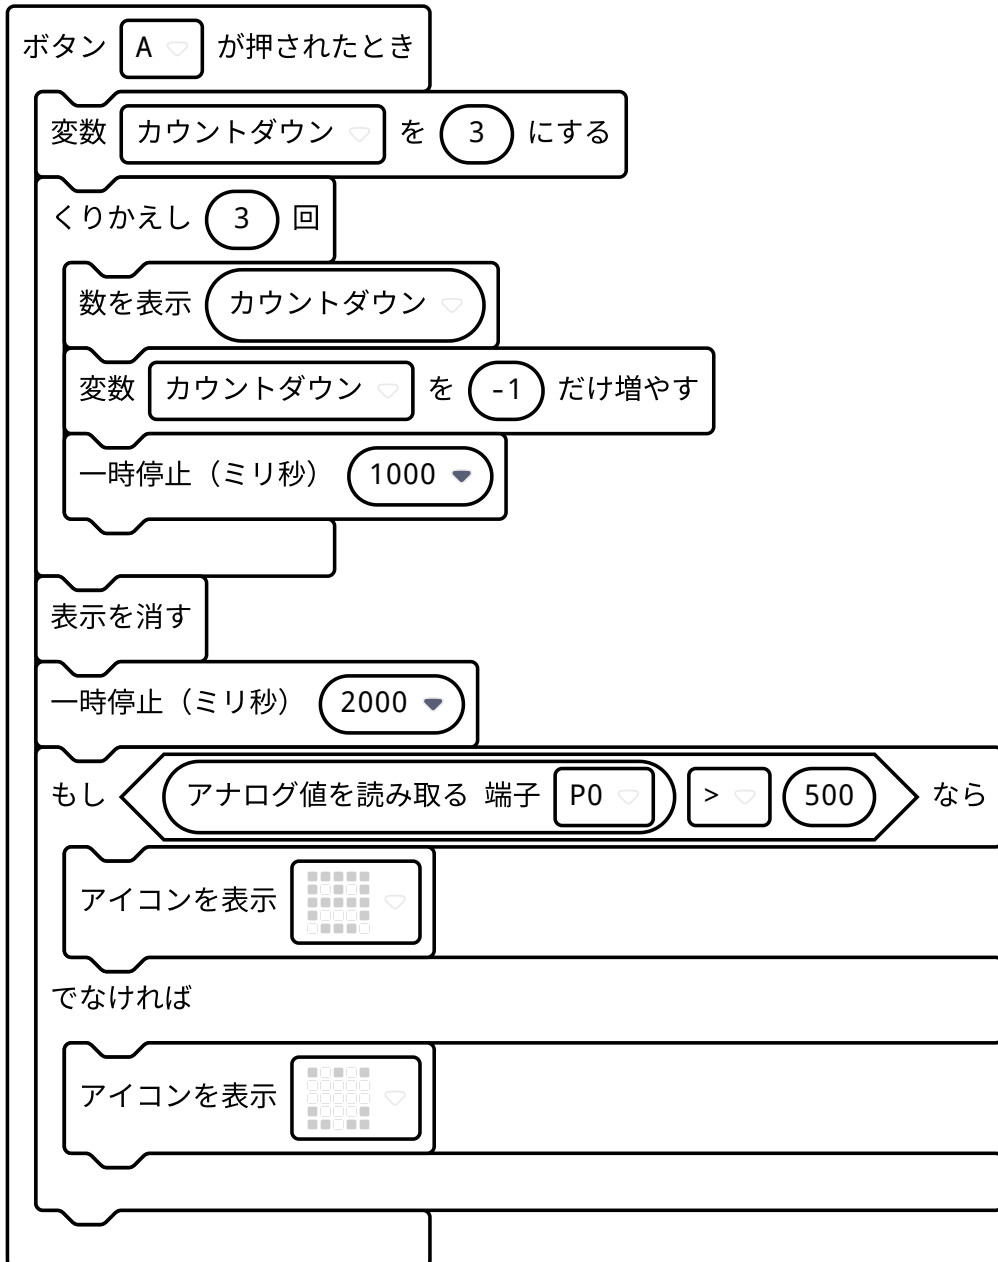 ボタン A が押されたとき
変数 カウントダウン を 3 にする
くりかえし 3 回
数を表示 カウントダウン
変数 カウントダウン を -1 だけ増やす
一時停止（ミリ秒） 1000
表示を消す
一時停止（ミリ秒） 2000
もし アナログ値を読み取る 端子 P0 > 500 なら
アイコンを表示
でなければ
アイコンを表示